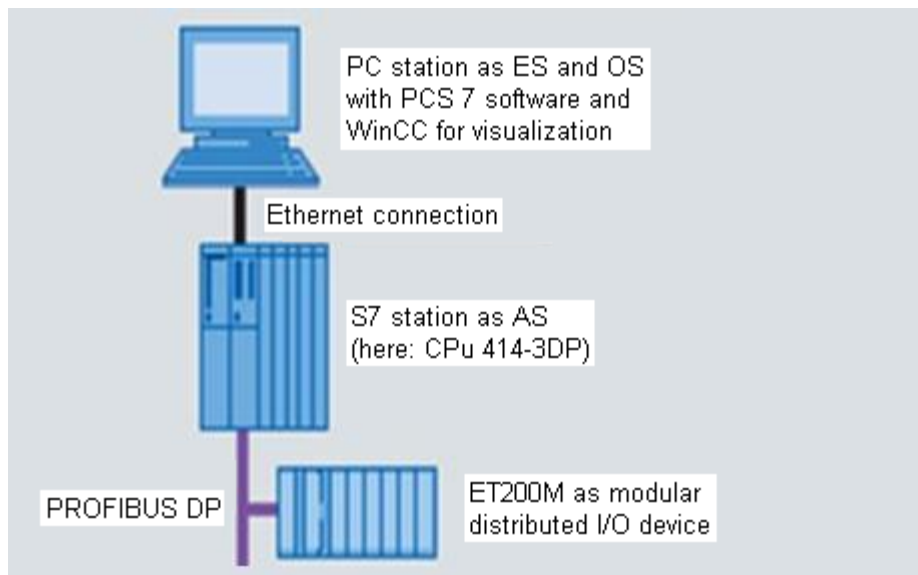 PC station as ES and OS
with PCS 7 software and
WinCC for visualization
Ethernet connection
S7 station as AS
(here: CPu 414-3DP)
PROFIBUS DP
ET200M as modular
distributed I/O device